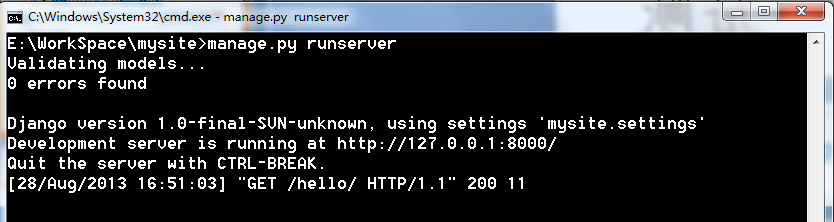 C:\Windows\System32\cmd.exe - manage.py runserver
E:\WorkSpace\mysite>manage.py runserver
Validating models...
0 errors found
Django version 1.0-final-SVN-unknown, using settings 'mysite.settings'
Development server is running at http://127.0.0.1:8000/
Quit the server with CTRL-BREAK.
[28/Aug/2013 16:51:03] "GET /hello/ HTTP/1.1" 200 11